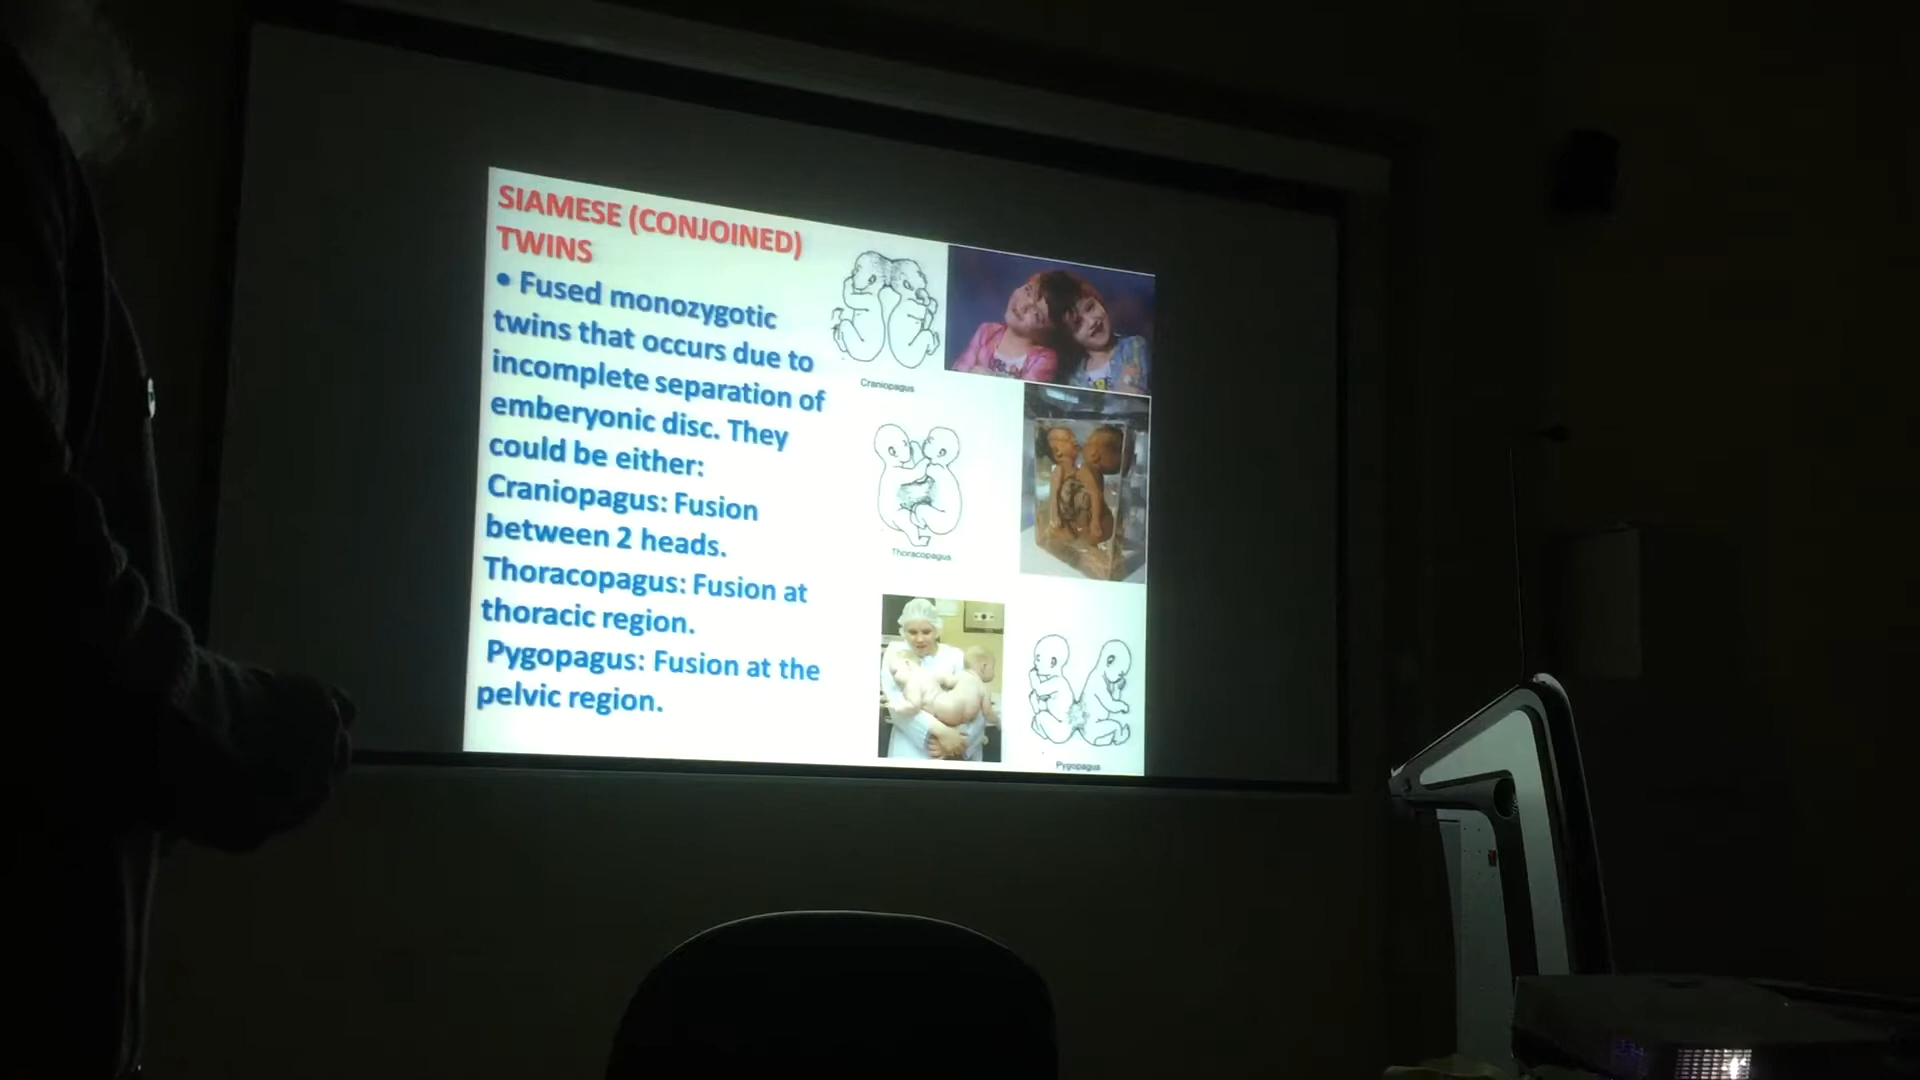 SIAMESE (CONJOINED)
TWINS
• Fused monozygotic
twins that occurs due to
incomplete separation of
emberyonic disc. They
could be either:
Craniopagus: Fusion
between 2 heads.
Thoracopagus: Fusion at
thoracic region.
Pygopagus: Fusion at the
pelvic region.
Craniopagus
Thoracopagus
Pygopagus